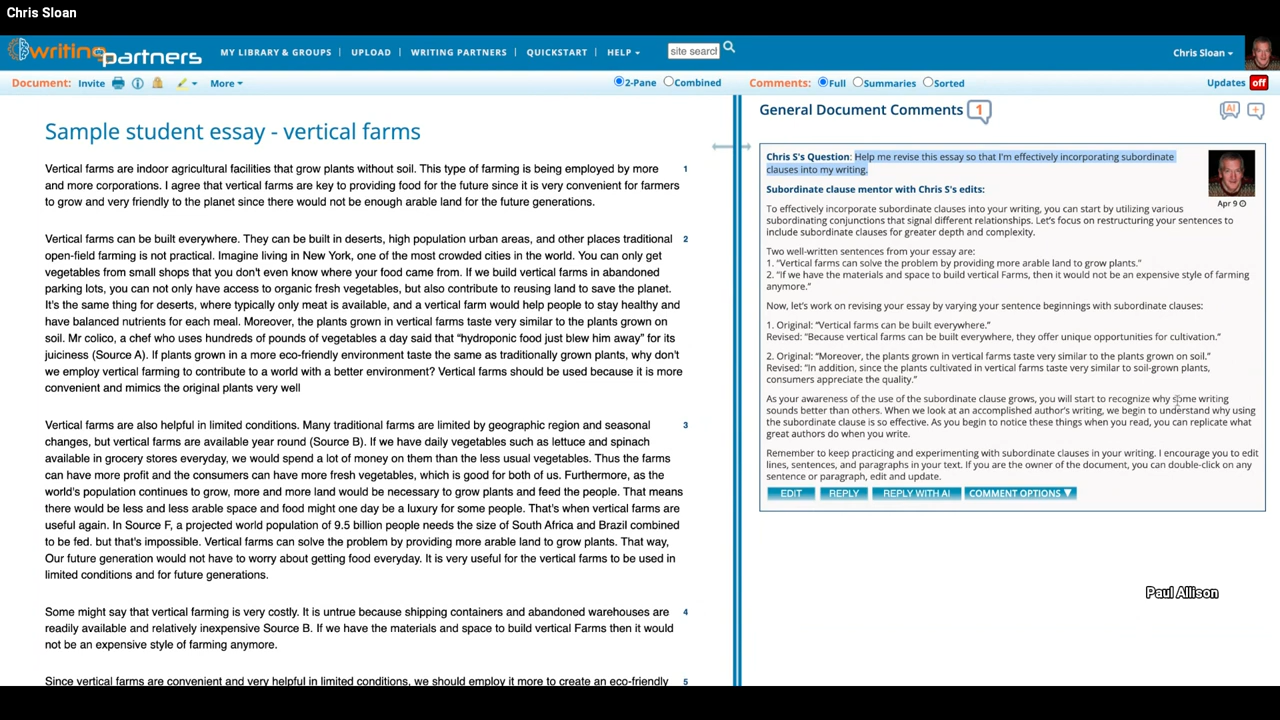 Chris Sloan
writing partners MY LIBRARY & GROUPS | UPLOAD | WRITING PARTNERS | QUICKSTART | HELP site search Chris Sloan
Document: Invite More 2-Pane Combined Comments: Full Summaries Sorted Updates off
Sample student essay - vertical farms
Vertical farms are indoor agricultural facilities that grow plants without soil. This type of farming is being employed by more 1
and more corporations. I agree that vertical farms are key to providing food for the future since it is very convenient for farmers
to grow and very friendly to the planet since there would not be enough arable land for the future generations.
Vertical farms can be built everywhere. They can be built in deserts, high population urban areas, and other places traditional 2
open-field farming is not practical. Imagine living in New York, one of the most crowded cities in the world. You can only get
vegetables from small shops that you don't even know where your food came from. If we build vertical farms in abandoned
parking lots, you can not only have access to organic fresh vegetables, but also contribute to reusing land to save the planet.
It's the same thing for deserts, where typically only meat is available, and a vertical farm would help people to stay healthy and
have balanced nutrients for each meal. Moreover, the plants grown in vertical farms taste very similar to the plants grown on
soil. Mr colico, a chef who uses hundreds of pounds of vegetables a day said that “hydroponic food just blew him away” for its
juiciness (Source A). If plants grown in a more eco-friendly environment taste the same as traditionally grown plants, why don't
we employ vertical farming to contribute to a world with a better environment? Vertical farms should be used because it is more
convenient and mimics the original plants very well
Vertical farms are also helpful in limited conditions. Many traditional farms are limited by geographic region and seasonal 3
changes, but vertical farms are available year round (Source B). If we have daily vegetables such as lettuce and spinach
available in grocery stores everyday, we would spend a lot of money on them than the less usual vegetables. Thus the farms
can have more profit and the consumers can have more fresh vegetables, which is good for both of us. Furthermore, as the
world's population continues to grow, more and more land would be necessary to grow plants and feed the people. That means
there would be less and less arable space and food might one day be a luxury for some people. That's when vertical farms are
useful again. In Source F, a projected world population of 9.5 billion people needs the size of South Africa and Brazil combined
to be fed. but that's impossible. Vertical farms can solve the problem by providing more arable land to grow plants. That way,
Our future generation would not have to worry about getting food everyday. It is very useful for the vertical farms to be used in
limited conditions and for future generations.
Some might say that vertical farming is very costly. It is untrue because shipping containers and abandoned warehouses are 4
readily available and relatively inexpensive Source B. If we have the materials and space to build vertical Farms then it would
not be an expensive style of farming anymore.
Since vertical farms are convenient and very helpful in limited conditions, we should employ it more to create an eco-friendly 5
General Document Comments 1 AI +
Chris S's Question: Help me revise this essay so that I'm effectively incorporating subordinate
clauses into my writing.
Apr 9
Subordinate clause mentor with Chris S's edits:
To effectively incorporate subordinate clauses into your writing, you can start by utilizing various
subordinating conjunctions that signal different relationships. Let's focus on restructuring your sentences to
include subordinate clauses for greater depth and complexity.
Two well-written sentences from your essay are:
1. “Vertical farms can solve the problem by providing more arable land to grow plants.”
2. “If we have the materials and space to build vertical Farms, then it would not be an expensive style of farming
anymore.”
Now, let's work on revising your essay by varying your sentence beginnings with subordinate clauses:
1. Original: “Vertical farms can be built everywhere.”
Revised: “Because vertical farms can be built everywhere, they offer unique opportunities for cultivation.”
2. Original: “Moreover, the plants grown in vertical farms taste very similar to the plants grown on soil.”
Revised: “In addition, since the plants cultivated in vertical farms taste very similar to soil-grown plants,
consumers appreciate the quality.”
As your awareness of the use of the subordinate clause grows, you will start to recognize why some writing
sounds better than others. When we look at an accomplished author's writing, we begin to understand why using
the subordinate clause is so effective. As you begin to notice these things when you read, you can replicate what
great authors do when you write.
Remember to keep practicing and experimenting with subordinate clauses in your writing. I encourage you to edit
lines, sentences, and paragraphs in your text. If you are the owner of the document, you can double-click on any
sentence or paragraph, edit and update.
EDIT REPLY REPLY WITH AI COMMENT OPTIONS
Paul Allison